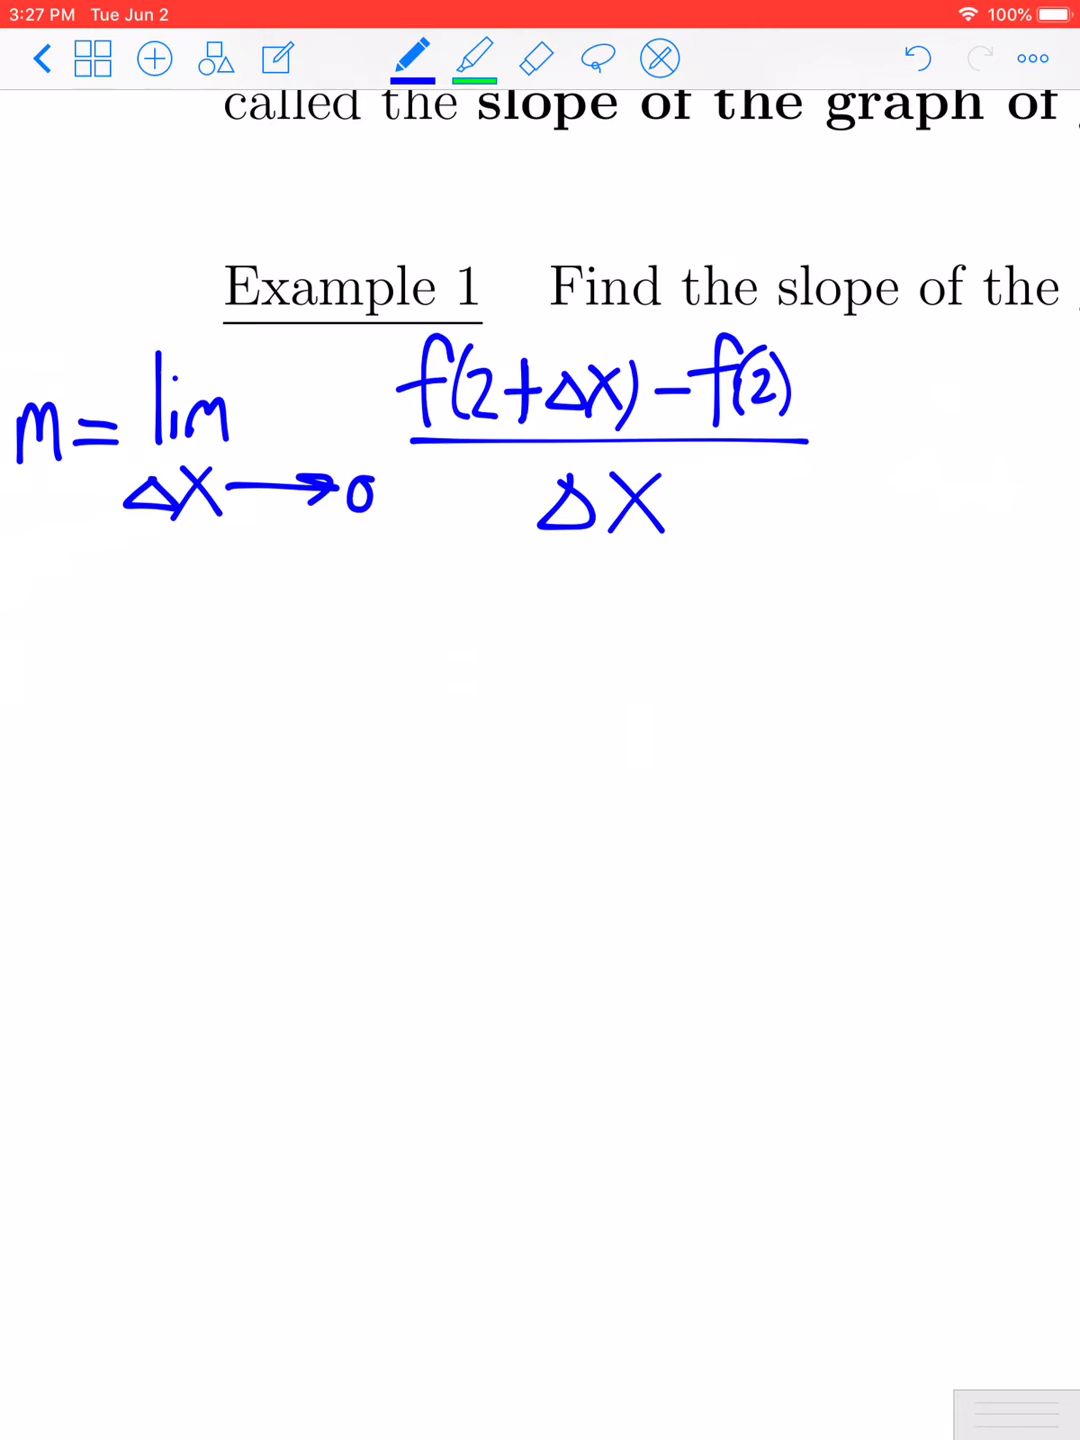 3:27 PM Tue Jun 2 100%
called the slope of the graph of
Example 1 Find the slope of the
m = lim f(2+Δx) - f(2)
Δx → 0 Δx